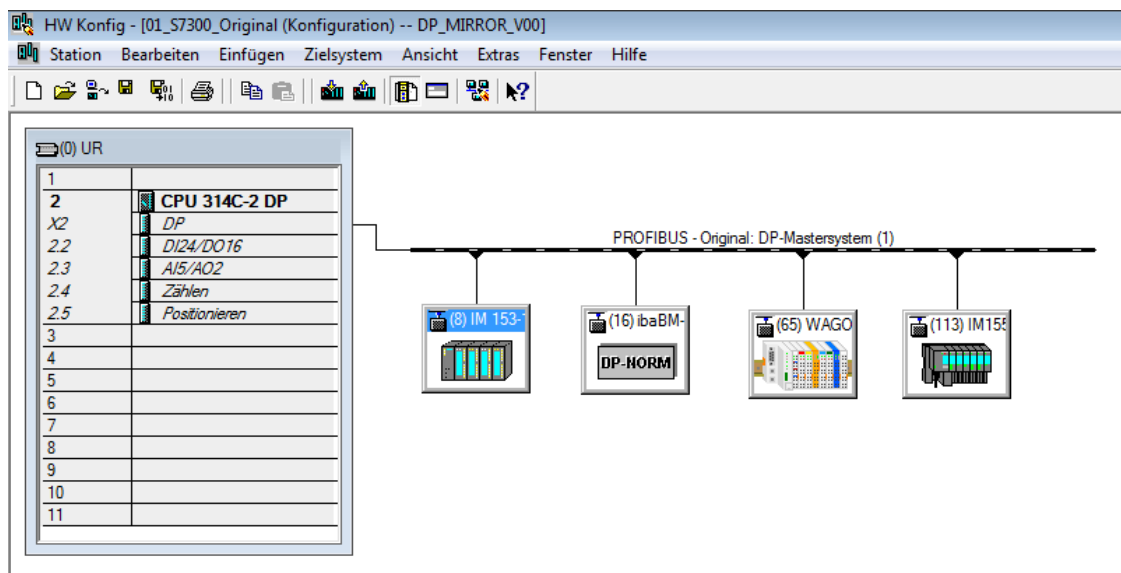 HW Konfig - [01_S7300_Original (Konfiguration) -- DP_MIRROR_V00]
Station Bearbeiten Einfügen Zielsystem Ansicht Extras Fenster Hilfe
(0) UR
1
2 CPU 314C-2 DP
X2 DP
2.2 DI24/DO16
2.3 AI5/AO2
2.4 Zählen
2.5 Positionieren
3
4
5
6
7
8
9
10
11
PROFIBUS - Original: DP-Mastersystem (1)
(8) IM 153-
(16) ibaBM-
DP-NORM
(65) WAGO
(113) IM155